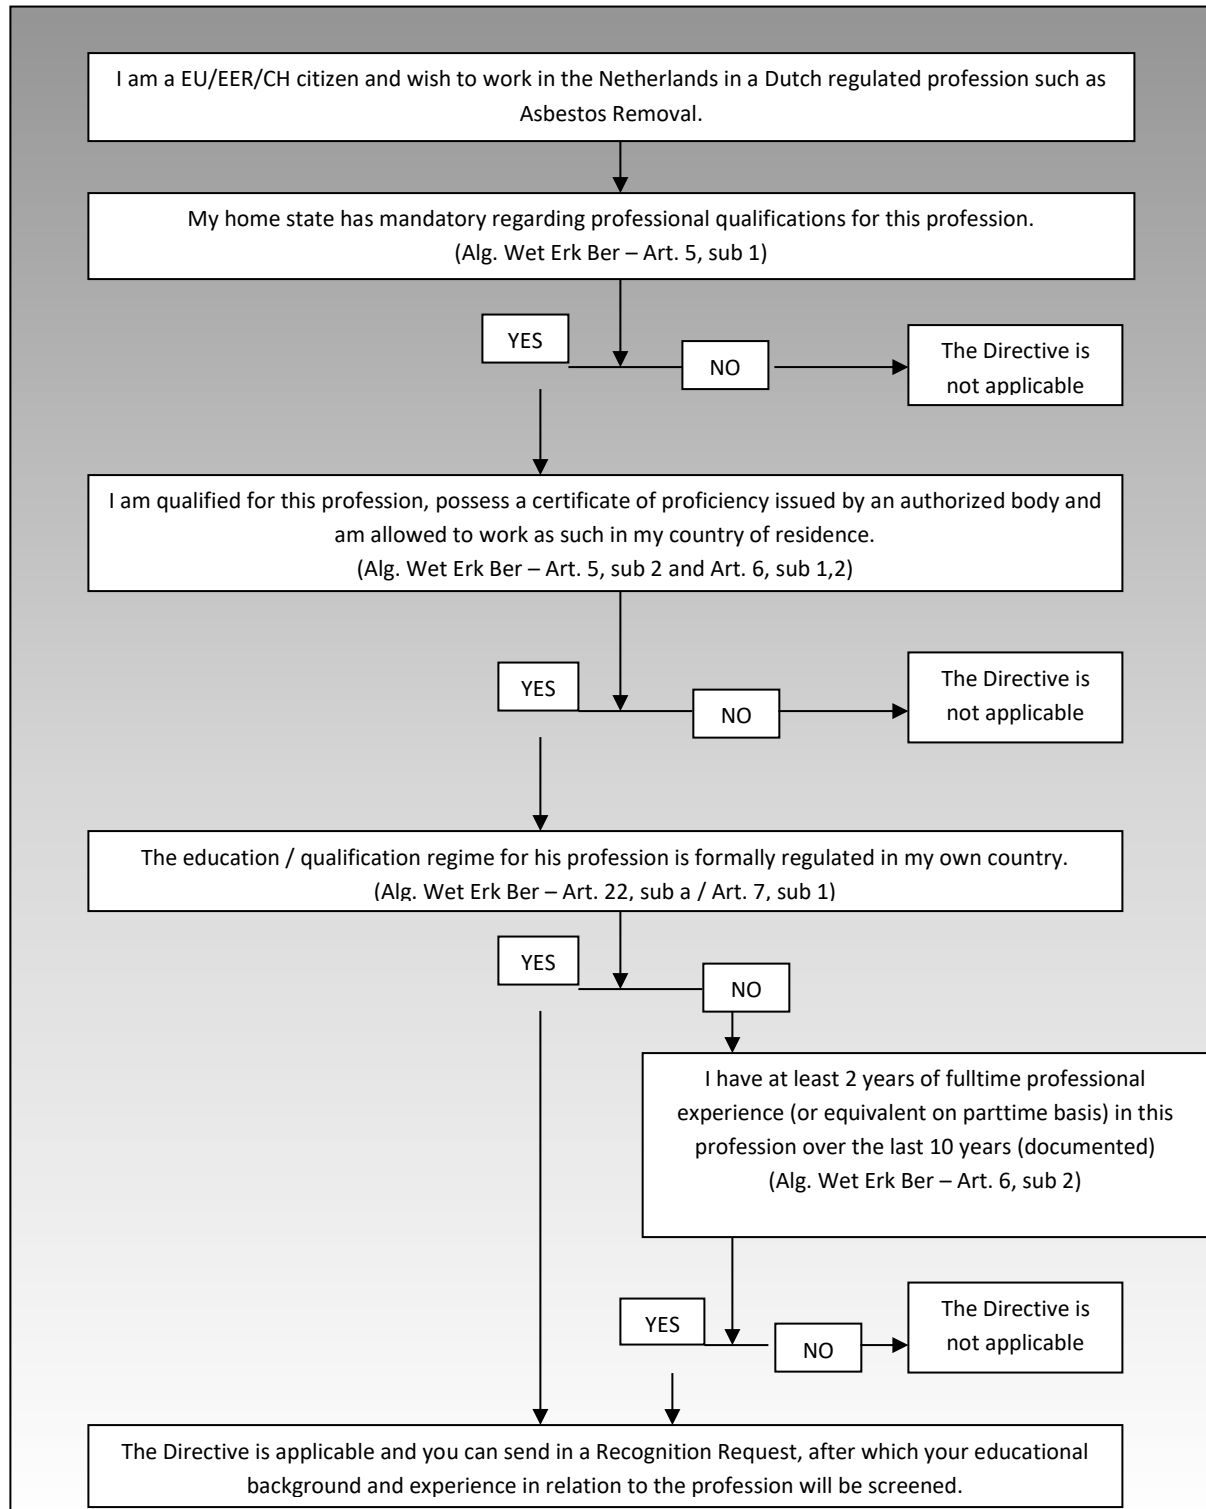 I am a EU/EER/CH citizen and wish to work in the Netherlands in a Dutch regulated profession such as
Asbestos Removal.
My home state has mandatory regarding professional qualifications for this profession.
(Alg. Wet Erk Ber – Art. 5, sub 1)
YES
NO
The Directive is
not applicable
I am qualified for this profession, possess a certificate of proficiency issued by an authorized body and
am allowed to work as such in my country of residence.
(Alg. Wet Erk Ber – Art. 5, sub 2 and Art. 6, sub 1,2)
YES
NO
The Directive is
not applicable
The education / qualification regime for his profession is formally regulated in my own country.
(Alg. Wet Erk Ber – Art. 22, sub a / Art. 7, sub 1)
YES
NO
I have at least 2 years of fulltime professional
experience (or equivalent on parttime basis) in this
profession over the last 10 years (documented)
(Alg. Wet Erk Ber – Art. 6, sub 2)
YES
NO
The Directive is
not applicable
The Directive is applicable and you can send in a Recognition Request, after which your educational
background and experience in relation to the profession will be screened.